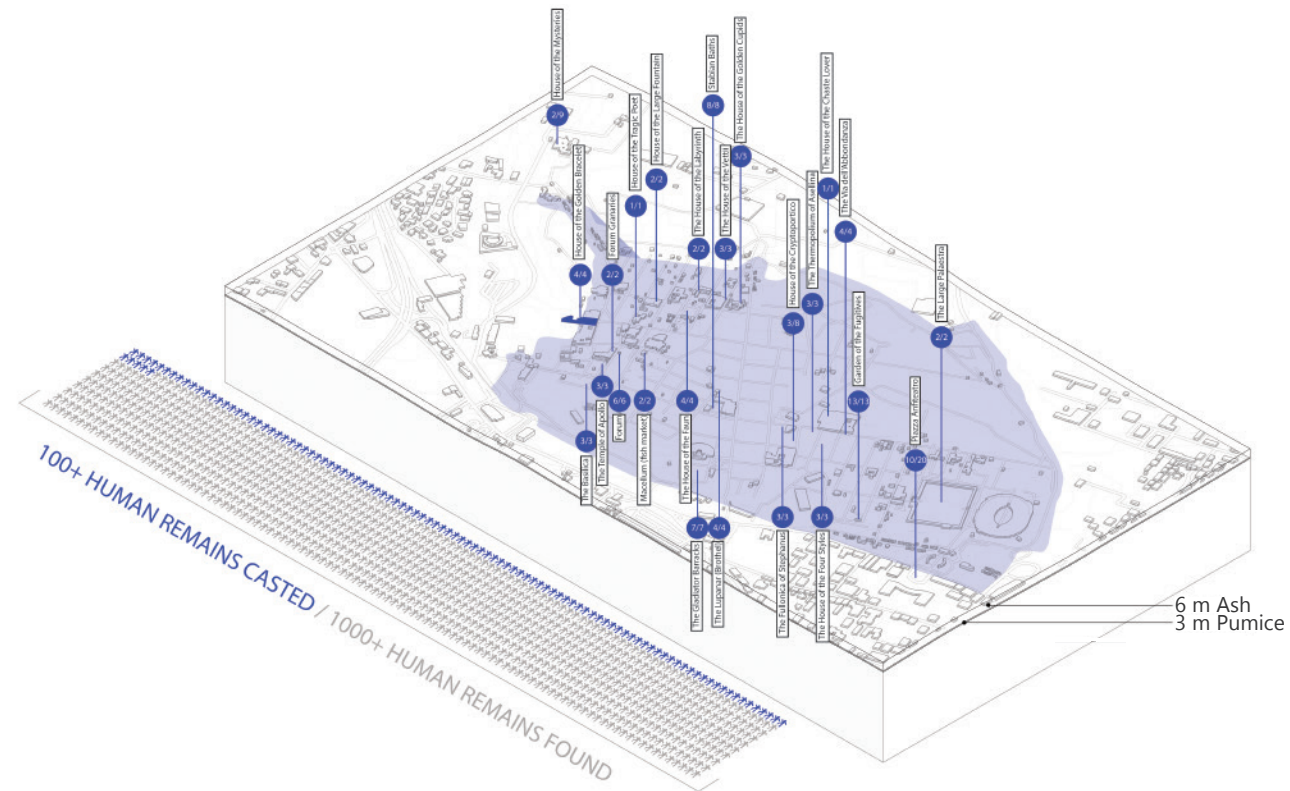 House of the Mysteries
2/9
House of the Golden Bracelet
4/4
Forum Granaries
2/2
House of the Tragic Poet
1/1
House of the Large Fountain
2/2
The House of the Labyrinth
2/2
Stabian Baths
8/8
The House of the Vettii
3/3
The House of the Golden Cupids
3/3
House of the Cryptoportico
3/8
The Thermopolium of Asellina
3/3
The House of the Chaste Lover
1/1
The Via dell'Abbondanza
4/4
Garden of the Fugitives
13/13
Piazza Anfiteatro
10/20
The Large Palaestra
2/2
3/3
The Basilica
3/3
The Temple of Apollo
6/6
Forum
2/2
Macellum (fish market)
4/4
The House of the Faun
7/7
The Gladiator Barracks
4/4
The Lupanar (Brothel)
3/3
The Fullonica of Stephanus
3/3
The House of the Four Styles
6 m Ash
3 m Pumice
100+ HUMAN REMAINS CASTED / 1000+ HUMAN REMAINS FOUND